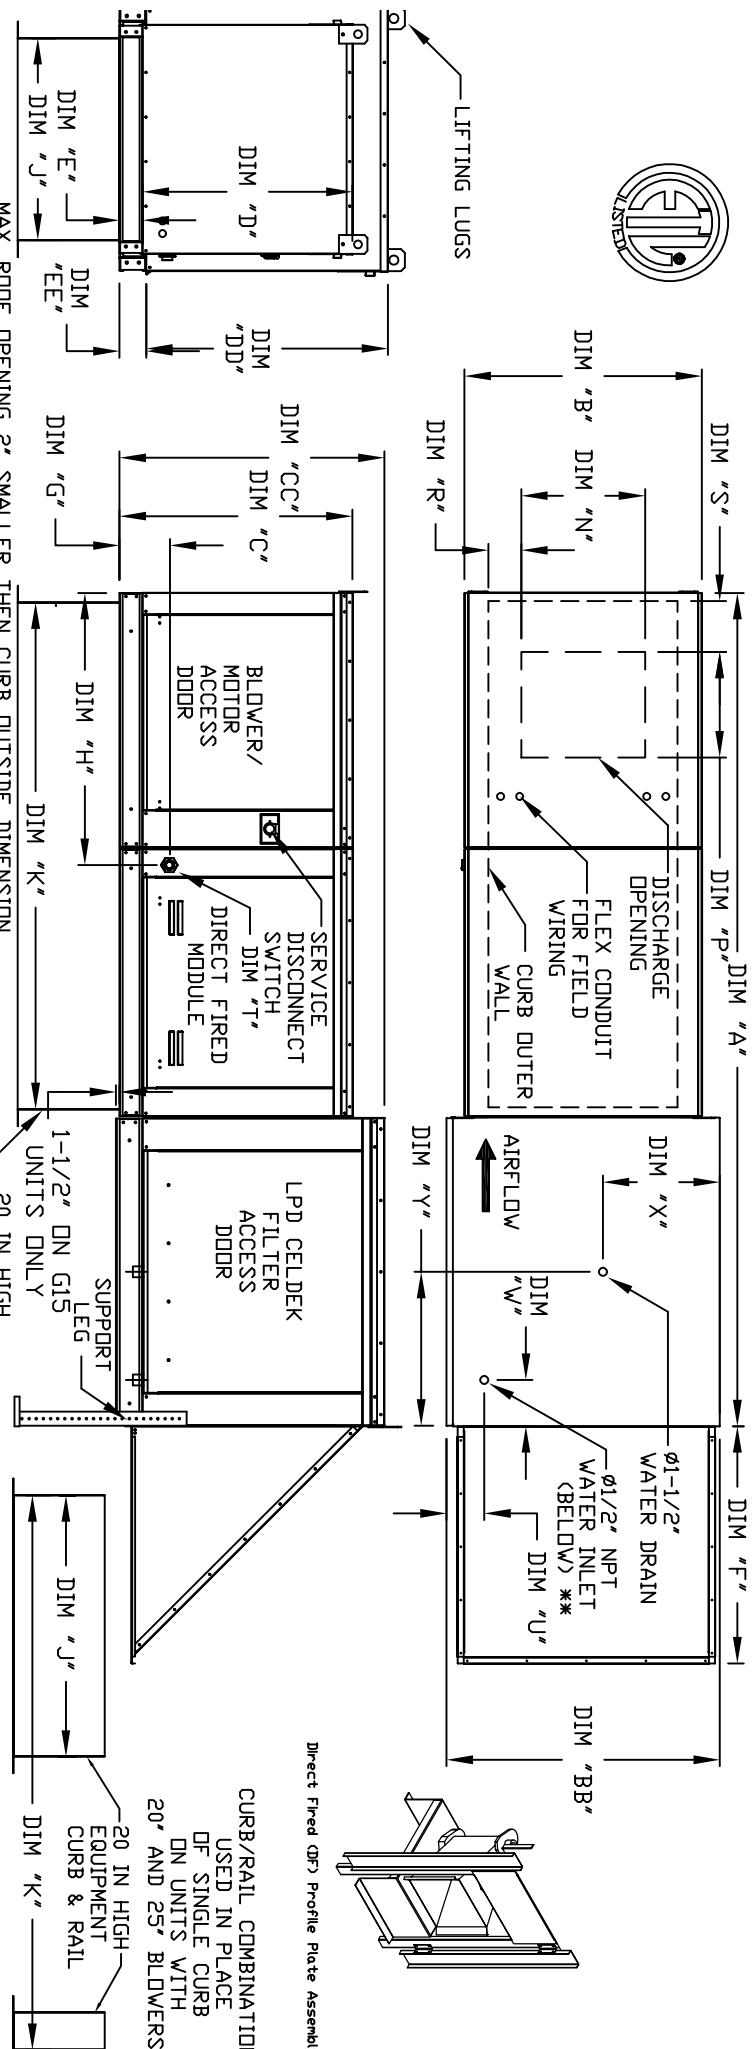 LISTED
LIFTING LUGS
DIM "D"
DIM "E"
DIM "J"
DIM
"EE"
DIM
"DD"
DIM "S"
DIM "B"
DIM "N"
DIM "R"
DIM "A"
DIM "P"
DISCHARGE
OPENING
FLEX CONDUIT
FOR FIELD
WIRING
CURB OUTER
WALL
AIRFLOW
DIM "X"
DIM
"W"
DIM "Y"
Ø1-1/2"
WATER DRAIN
Ø1/2" NPT
WATER INLET
(BELOW) **
DIM "U"
DIM "F"
DIM "BB"
DIM "CC"
DIM "C"
DIM "G"
BLOWER/
MOTOR
ACCESS
DOOR
DIM "H"
DIM "K"
SERVICE
DISCONNECT
SWITCH
DIM "T"
DIRECT FIRED
MODULE
LPD CELDEK
FILTER
ACCESS
DOOR
1-1/2" ON G15
UNITS ONLY
SUPPORT
LEG
20 IN HIGH
MAX. ROOF OPENING 2" SMALLER THEN CURB OUTSIDE DIMENSION
DIM "J"
DIM "K"
20 IN HIGH
EQUIPMENT
CURB & RAIL
Direct Fired (DF) Profile Plate Assembl
CURB/RAIL COMBINATION
USED IN PLACE
OF SINGLE CURB
ON UNITS WITH
20" AND 25" BLOWERS